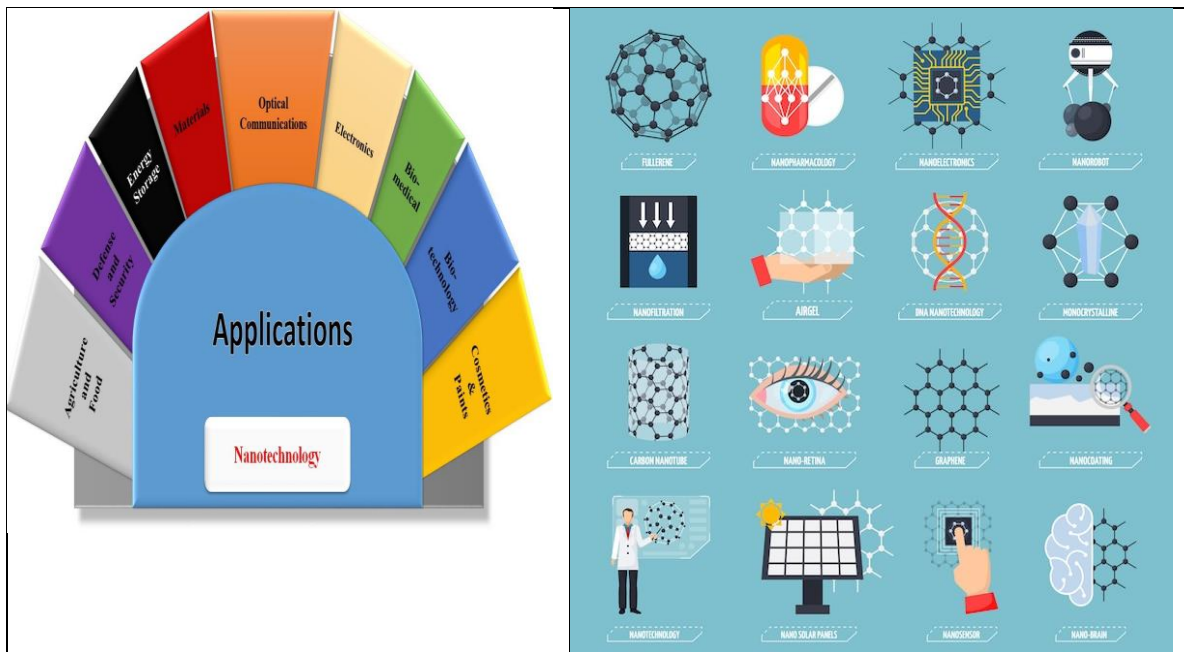 Agriculture
and
Food
Defense
and
Security
Energy
Storage
Materials
Optical
Communications
Electronics
Bio-
medical
Bio-
technology
Cosmetics
&
Paints
Applications
Nanotechnology
FULLERENE
NANOPHARMACOLOGY
NANOELECTRONICS
NANOROBOT
NANOFILTRATION
AIRGEL
DNA NANOTECHNOLOGY
MONOCRYSTALLINE
CARBON NANOTUBE
NANO-RETINA
GRAPHENE
NANOCOATING
NANOTECHNOLOGY
NANO SOLAR PANELS
NANOSENSOR
NANO-BRAIN